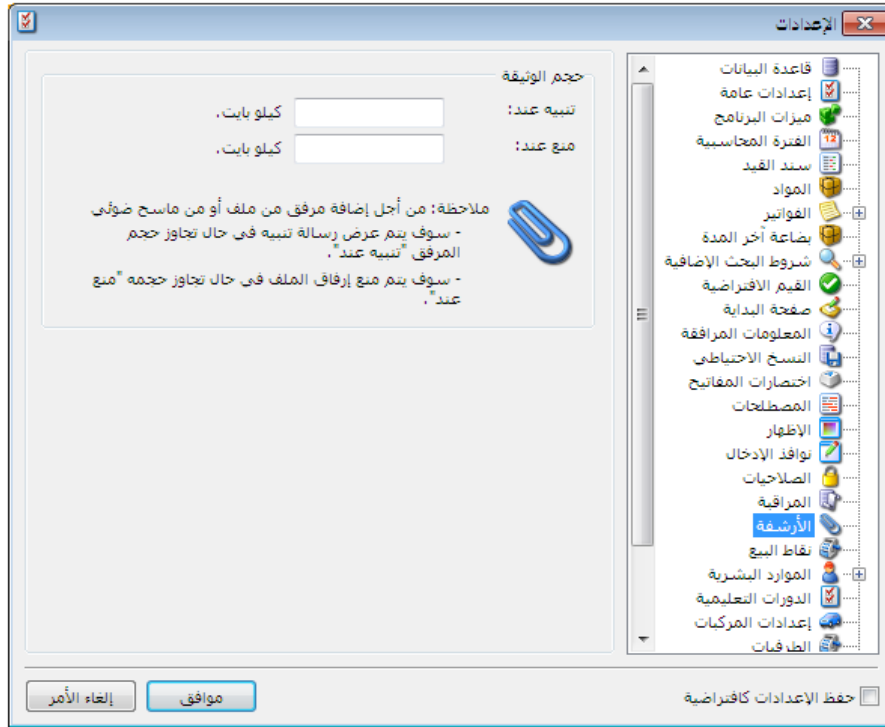 الإعدادات
قاعدة البيانات
إعدادات عامة
ميزات البرنامج
الفترة المحاسبية
سند القيد
المواد
الفواتير
بضاعة آخر المدة
شروط البحث الإضافية
القيم الافتراضية
صفحة البداية
المعلومات المرافقة
النسخ الاحتياطي
اختصارات المفاتيح
المصطلحات
الإظهار
نوافذ الإدخال
الصلاحيات
المراقبة
الأرشفة
نقاط البيع
الموارد البشرية
الدورات التعليمية
إعدادات المركبات
الطرفيات
حجم الوثيقة
تنبيه عند: كيلو بايت.
منع عند: كيلو بايت.
ملاحظة: من أجل إضافة مرفق من ملف أو من ماسح ضوئي
- سوف يتم عرض رسالة تنبيه في حال تجاوز حجم
المرفق "تنبيه عند".
- سوف يتم منع إرفاق الملف في حال تجاوز حجمه "منع
عند".
حفظ الإعدادات كافتراضية
موافق
إلغاء الأمر